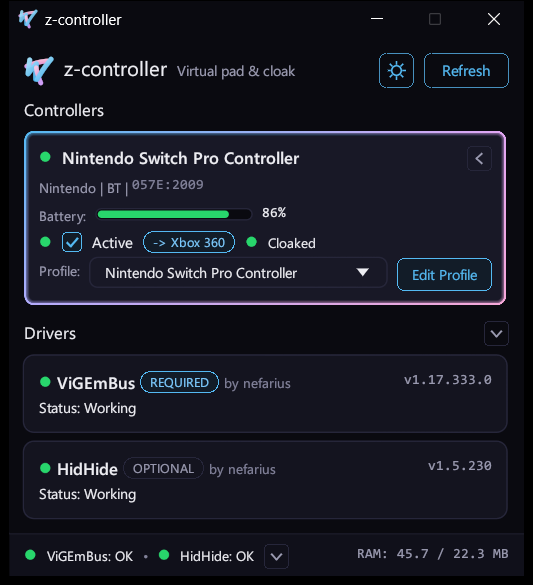 z-controller
z-controller Virtual pad & cloak Refresh
Controllers
Nintendo Switch Pro Controller
Nintendo | BT | 057E:2009
Battery: 86%
Active -> Xbox 360 Cloaked
Profile: Nintendo Switch Pro Controller Edit Profile
Drivers
ViGEmBus REQUIRED by nefarius v1.17.333.0
Status: Working
HidHide OPTIONAL by nefarius v1.5.230
Status: Working
ViGEmBus: OK • HidHide: OK RAM: 45.7 / 22.3 MB